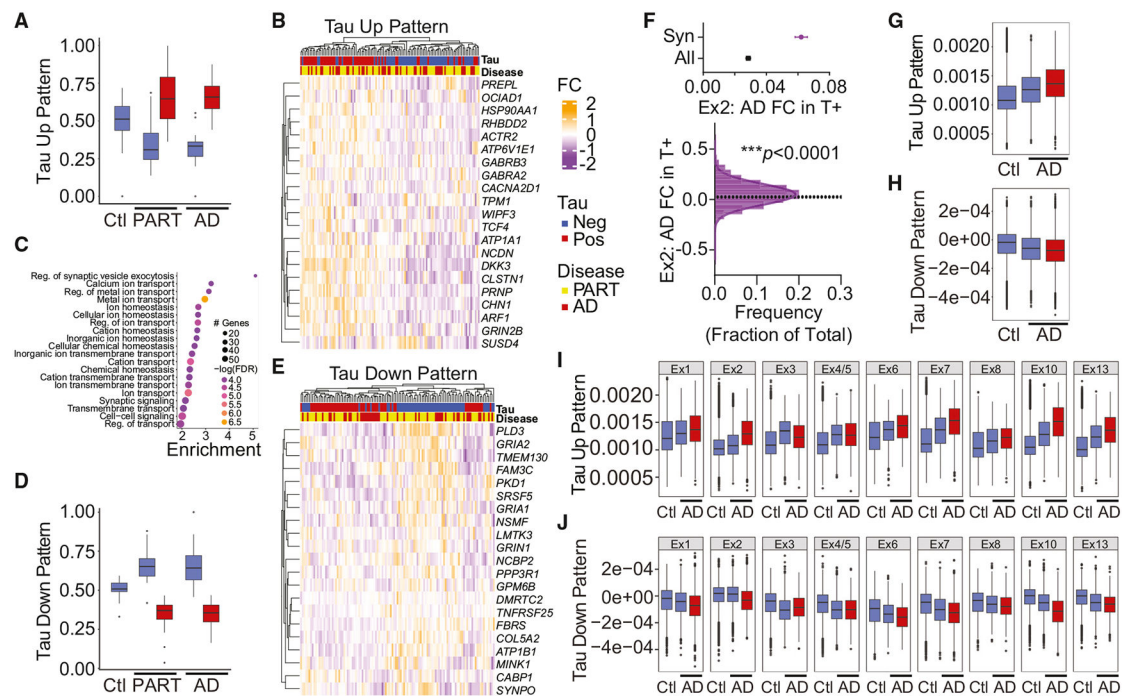 A
Tau Up Pattern
1.00
0.75
0.50
0.25
0.00
Ctl PART AD
B
Tau Up Pattern
Tau
Disease
PREPL
OCIAD1
HSP90AA1
RHBDD2
ACTR2
ATP6V1E1
GABRB3
GABRA2
CACNA2D1
TPM1
WIPF3
TCF4
ATP1A1
NCDN
DKK3
CLSTN1
PRNP
CHN1
ARF1
GRIN2B
SUSD4
FC
2
1
0
-1
-2
Tau
Neg
Pos
Disease
PART
AD
C
Reg. of synaptic vesicle exocytosis
Calcium ion transport
Reg. of metal ion transport
Metal ion transport
Ion homeostasis
Cellular ion homeostasis
Reg. of ion transport
Cation homeostasis
Inorganic ion homeostasis
Cellular chemical homeostasis
Inorganic ion transmembrane transport
Cation transport
Chemical homeostasis
Cation transmembrane transport
Ion transmembrane transport
Ion transport
Synaptic signaling
Transmembrane transport
Cell-cell signaling
Reg. of transport
2 3 4 5
Enrichment
# Genes
20
30
40
50
-log(FDR)
4.0
4.5
5.0
5.5
6.0
6.5
D
Tau Down Pattern
1.00
0.75
0.50
0.25
0.00
Ctl PART AD
E
Tau Down Pattern
Tau
Disease
PLD3
GRIA2
TMEM130
FAM3C
PKD1
SRSF5
GRIA1
NSMF
LMTK3
GRIN1
NCBP2
PPP3R1
GPM6B
DMRTC2
TNFRSF25
FBRS
COL5A2
ATP1B1
MINK1
CABP1
SYNPO
F
Syn
All
0.00 0.04 0.08
Ex2: AD FC in T+
Ex2: AD FC in T+
0.5
0.0
-0.5
***p<0.0001
0.0 0.1 0.2 0.3
Frequency
(Fraction of Total)
G
Tau Up Pattern
0.0020
0.0015
0.0010
0.0005
Ctl AD
H
Tau Down Pattern
2e−04
0e+00
−2e−04
−4e−04
Ctl AD
I
Tau Up Pattern
Ex1 Ex2 Ex3 Ex4/5 Ex6 Ex7 Ex8 Ex10 Ex13
0.0020
0.0015
0.0010
0.0005
Ctl AD Ctl AD Ctl AD Ctl AD Ctl AD Ctl AD Ctl AD Ctl AD Ctl AD
J
Tau Down Pattern
Ex1 Ex2 Ex3 Ex4/5 Ex6 Ex7 Ex8 Ex10 Ex13
2e−04
0e+00
−2e−04
−4e−04
Ctl AD Ctl AD Ctl AD Ctl AD Ctl AD Ctl AD Ctl AD Ctl AD Ctl AD